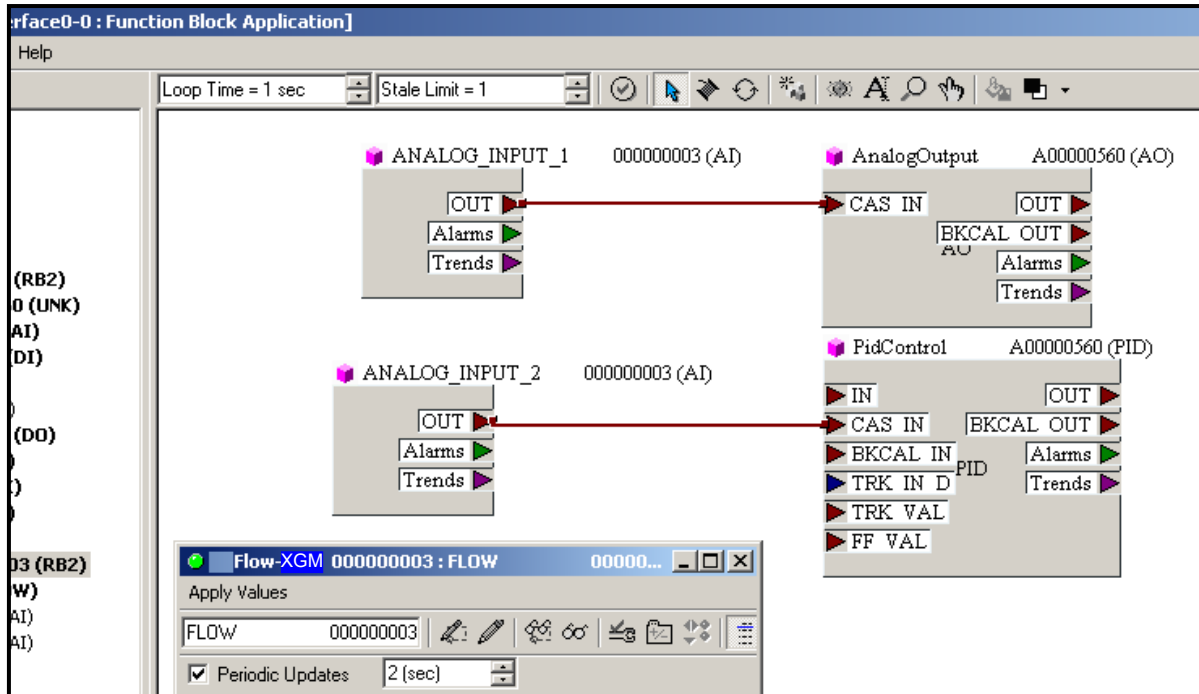 rface0-0 : Function Block Application]
Help
Loop Time = 1 sec
Stale Limit = 1
ANALOG_INPUT_1 000000003 (AI)
OUT
Alarms
Trends
AnalogOutput A00000560 (AO)
CAS IN
OUT
BKCAL OUT
AO
Alarms
Trends
ANALOG_INPUT_2 000000003 (AI)
OUT
Alarms
Trends
PidControl A00000560 (PID)
IN
CAS IN
BKCAL IN
TRK IN D
TRK VAL
FF VAL
OUT
BKCAL OUT
PID
Alarms
Trends
(RB2)
0 (UNK)
AI)
(DI)
)
(DO)
)
)
)
03 (RB2)
W)
AI)
AI)
Flow-XGM 000000003 : FLOW 00000...
Apply Values
FLOW 000000003
Periodic Updates 2 (sec)